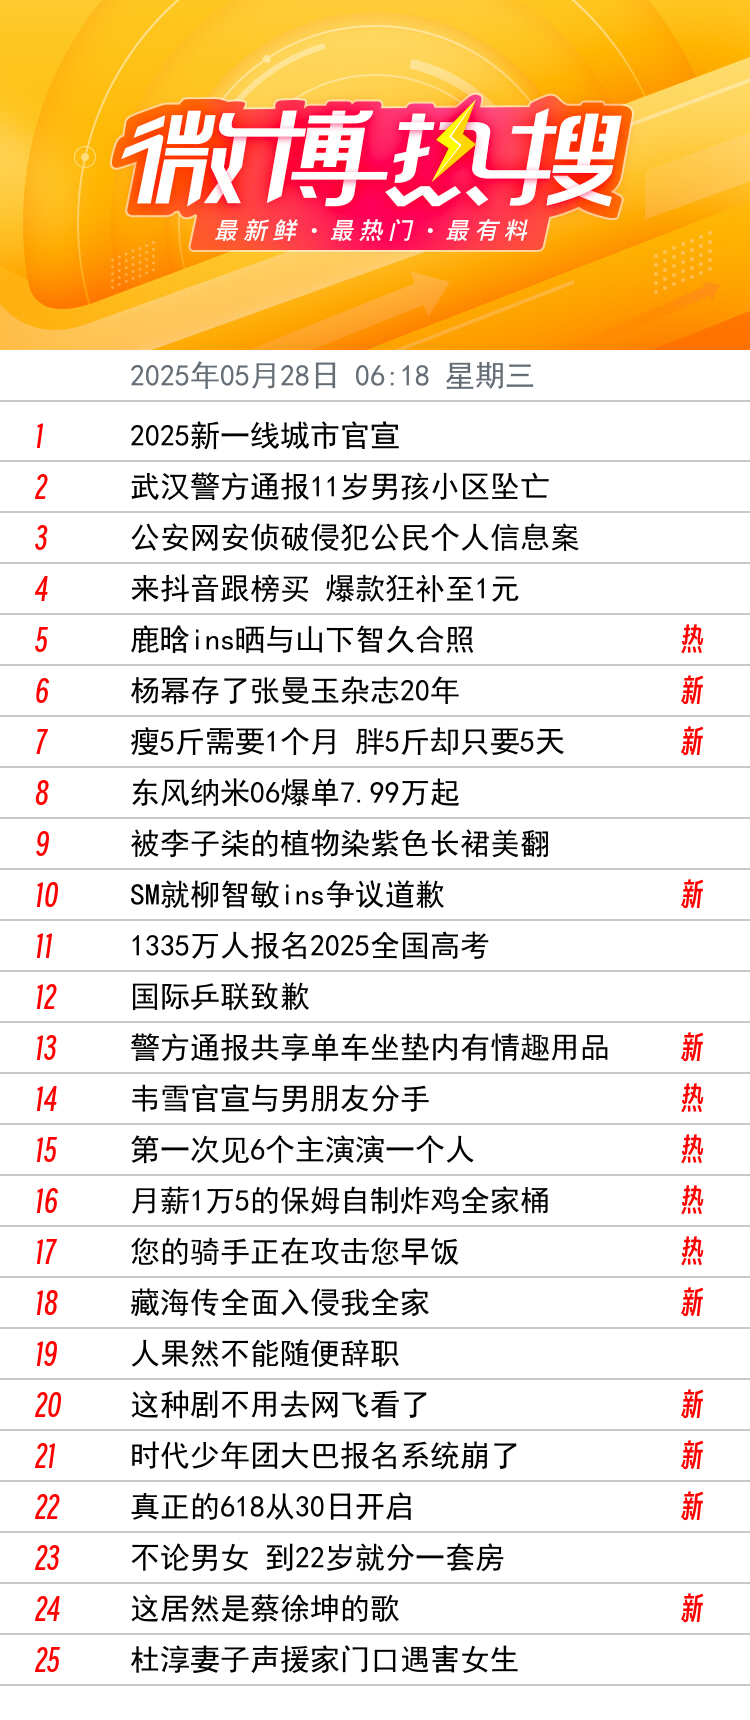 微博热搜
最新鲜·最热门·最有料
2025年05月28日 06:18 星期三
1 2025新一线城市官宣
2 武汉警方通报11岁男孩小区坠亡
3 公安网安侦破侵犯公民个人信息案
4 来抖音跟榜买 爆款狂补至1元
5 鹿晗ins晒与山下智久合照 热
6 杨幂存了张曼玉杂志20年 新
7 瘦5斤需要1个月 胖5斤却只要5天 新
8 东风纳米06爆单7.99万起
9 被李子柒的植物染紫色长裙美翻
10 SM就柳智敏ins争议道歉 新
11 1335万人报名2025全国高考
12 国际乒联致歉
13 警方通报共享单车坐垫内有情趣用品 新
14 韦雪官宣与男朋友分手 热
15 第一次见6个主演演一个人 热
16 月薪1万5的保姆自制炸鸡全家桶 热
17 您的骑手正在攻击您早饭 热
18 藏海传全面入侵我全家 新
19 人果然不能随便辞职
20 这种剧不用去网飞看了 新
21 时代少年团大巴报名系统崩了 新
22 真正的618从30日开启 新
23 不论男女 到22岁就分一套房
24 这居然是蔡徐坤的歌 新
25 杜淳妻子声援家门口遇害女生